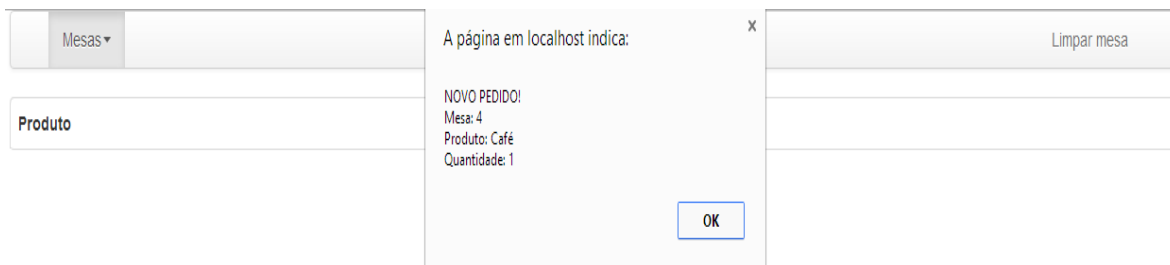 Mesas
Limpar mesa
Produto
A página em localhost indica:
x
NOVO PEDIDO!
Mesa: 4
Produto: Café
Quantidade: 1
OK